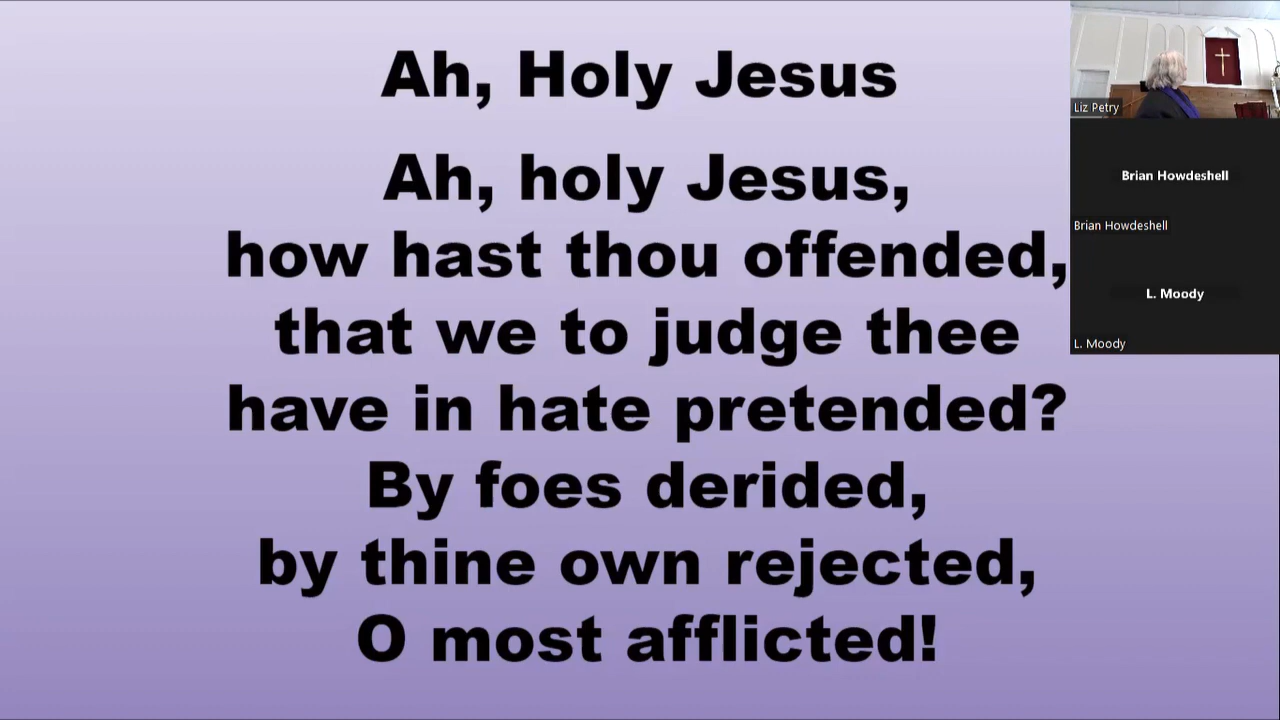 Ah, Holy Jesus
Ah, holy Jesus,
how hast thou offended,
that we to judge thee
have in hate pretended?
By foes derided,
by thine own rejected,
O most afflicted!
Liz Petry
Brian Howdeshell
Brian Howdeshell
L. Moody
L. Moody